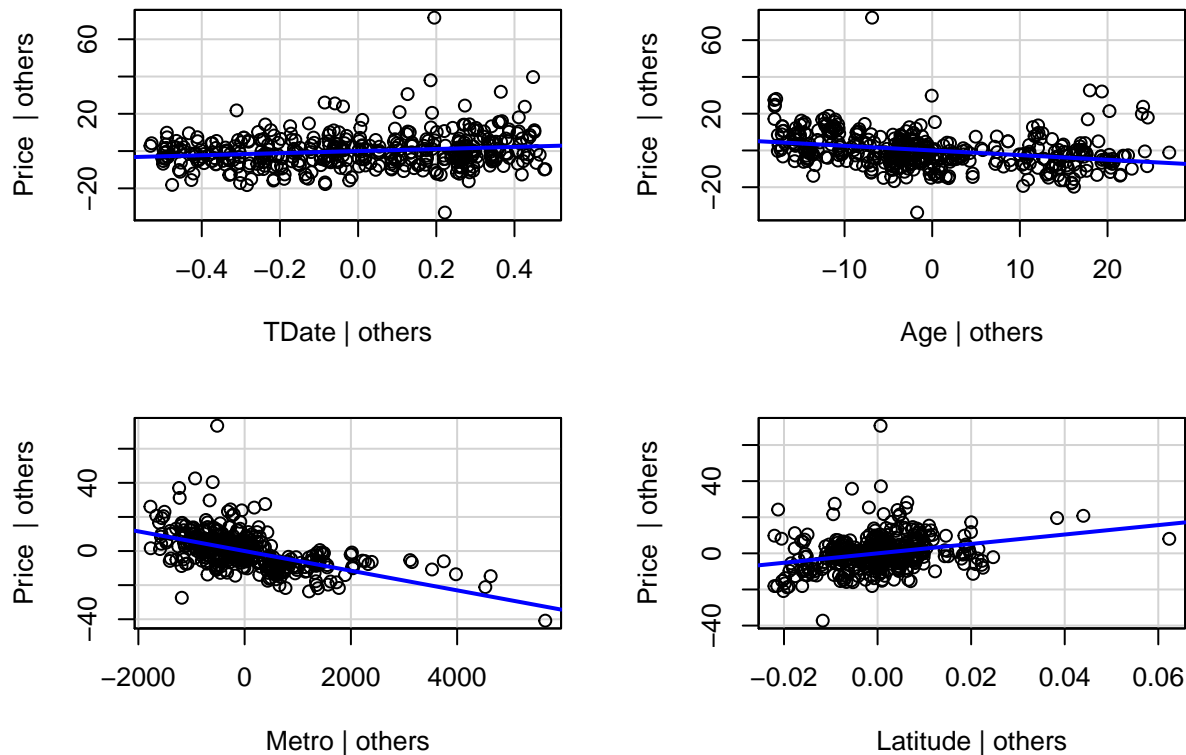 Price | others
60
20
−20
−0.4 −0.2 0.0 0.2 0.4
TDate | others
Price | others
60
20
−20
−10 0 10 20
Age | others
Price | others
40
0
−40
−2000 0 2000 4000
Metro | others
Price | others
40
0
−40
−0.02 0.00 0.02 0.04 0.06
Latitude | others